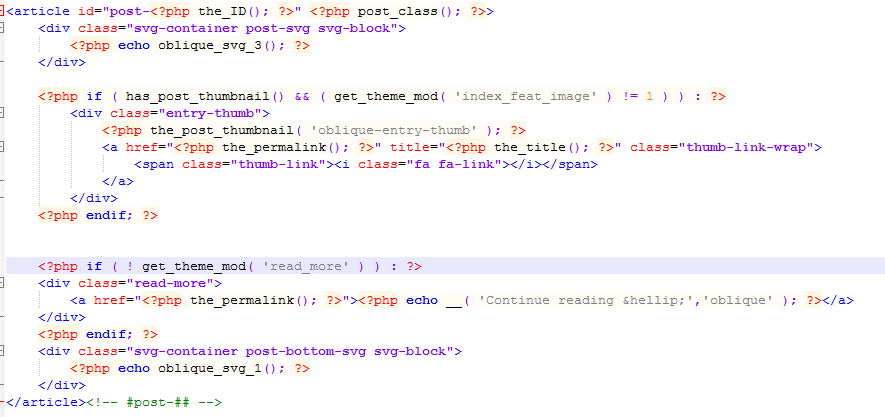 <article id="post-<?php the_ID(); ?>" <?php post_class(); ?>>
<div class="svg-container post-svg svg-block">
<?php echo oblique_svg_3(); ?>
</div>
<?php if ( has_post_thumbnail() && ( get_theme_mod( 'index_feat_image' ) != 1 ) ) : ?>
<div class="entry-thumb">
<?php the_post_thumbnail( 'oblique-entry-thumb' ); ?>
<a href="<?php the_permalink(); ?>" title="<?php the_title(); ?>" class="thumb-link-wrap">
<span class="thumb-link"><i class="fa fa-link"></i></span>
</a>
</div>
<?php endif; ?>
<?php if ( ! get_theme_mod( 'read_more' ) ) : ?>
<div class="read-more">
<a href="<?php the_permalink(); ?>"><?php echo __( 'Continue reading &hellip;','oblique' ); ?></a>
</div>
<?php endif; ?>
<div class="svg-container post-bottom-svg svg-block">
<?php echo oblique_svg_1(); ?>
</div>
</article><!-- #post-## -->